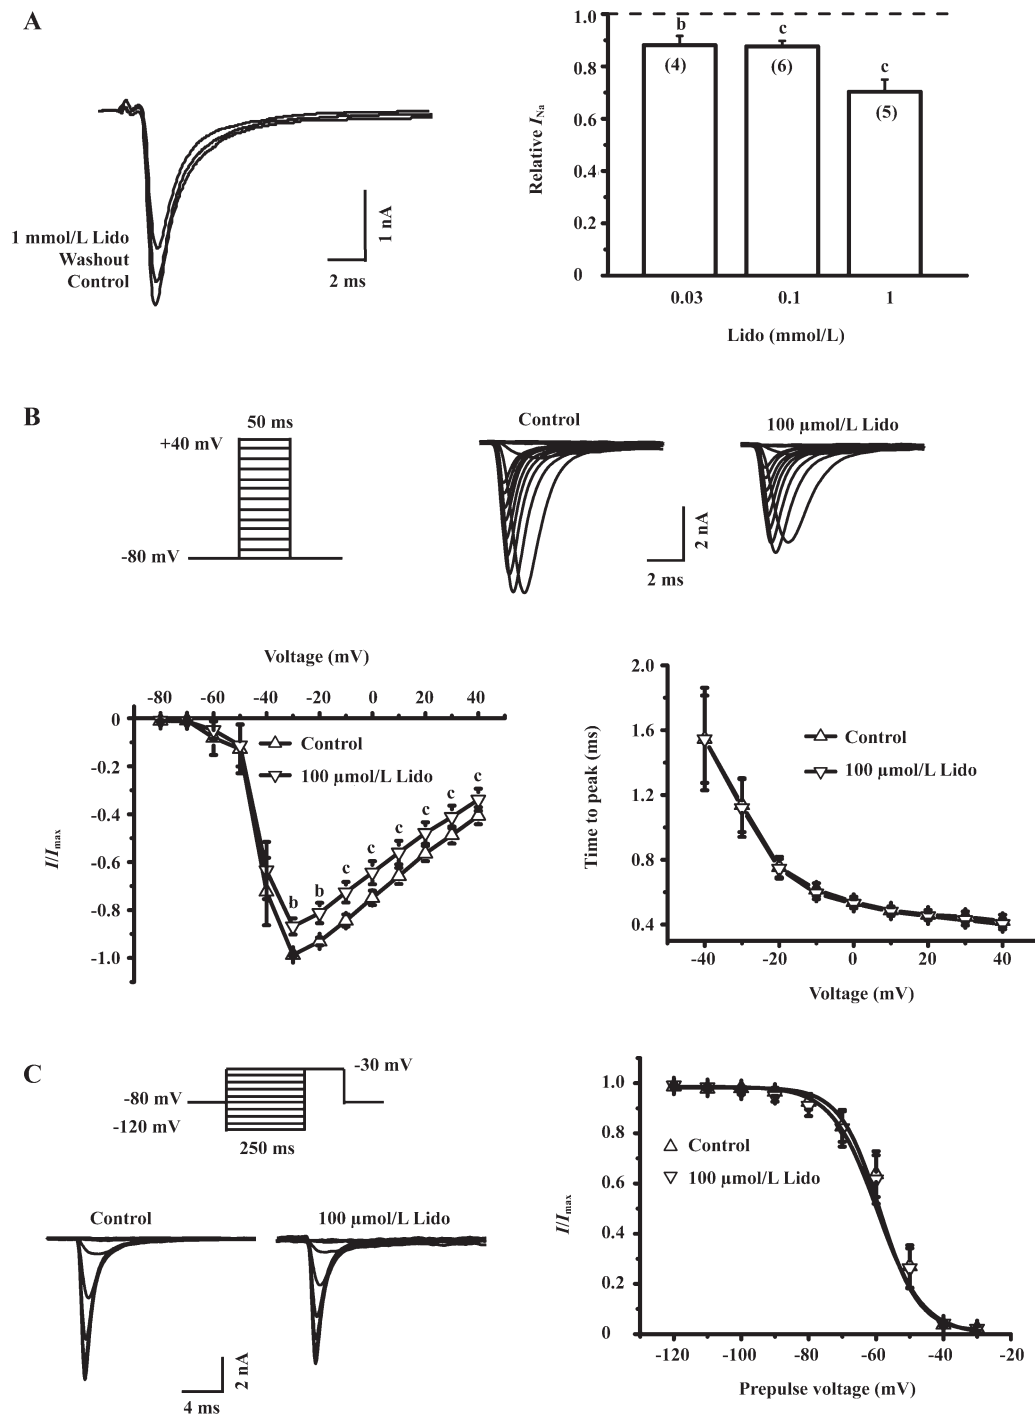 A
1 mmol/L Lido
Washout
Control
1 nA
2 ms
Relative INa
1.0
0.8
0.6
0.4
0.2
0
b
c
c
(4)
(6)
(5)
0.03
0.1
1
Lido (mmol/L)
B
50 ms
+40 mV
-80 mV
Control
100 µmol/L Lido
2 nA
2 ms
Voltage (mV)
-80
-60
-40
-20
0
20
40
0
-0.2
-0.4
-0.6
-0.8
-1.0
I/Imax
Control
100 µmol/L Lido
b
b
c
c
c
c
c
c
2.0
1.6
1.2
0.8
0.4
Time to peak (ms)
Control
100 µmol/L Lido
-40
-20
0
20
40
Voltage (mV)
C
-30 mV
-80 mV
-120 mV
250 ms
Control
100 µmol/L Lido
2 nA
4 ms
1.0
0.8
0.6
0.4
0.2
0
I/Imax
Control
100 µmol/L Lido
-120
-100
-80
-60
-40
-20
Prepulse voltage (mV)